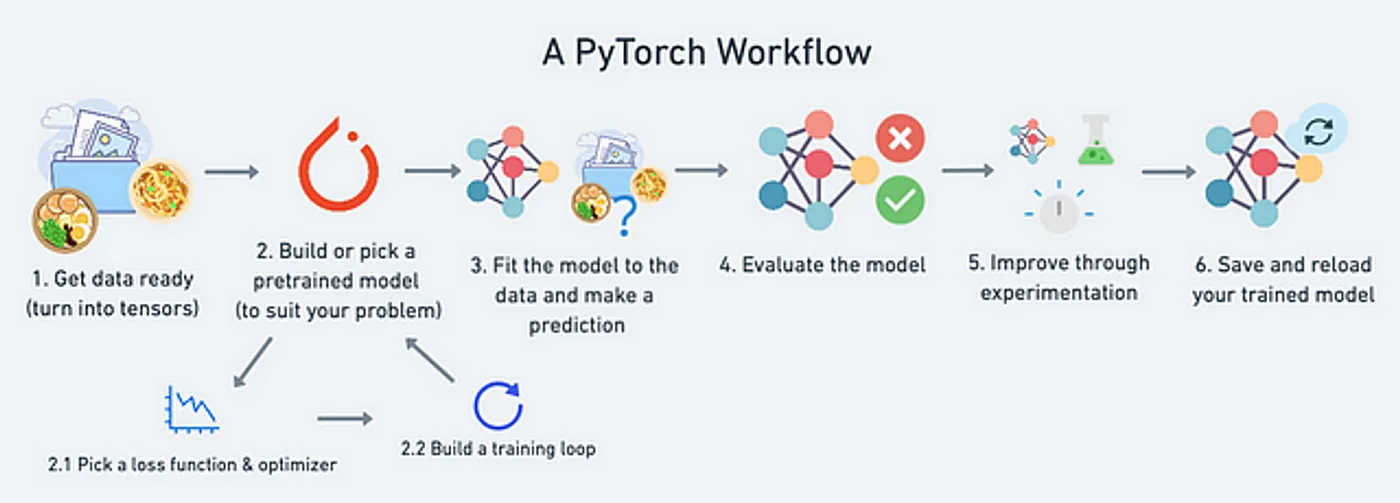 A PyTorch Workflow
1. Get data ready
(turn into tensors)
2. Build or pick a
pretrained model
(to suit your problem)
3. Fit the model to the
data and make a
prediction
4. Evaluate the model
5. Improve through
experimentation
6. Save and reload
your trained model
2.1 Pick a loss function & optimizer
2.2 Build a training loop